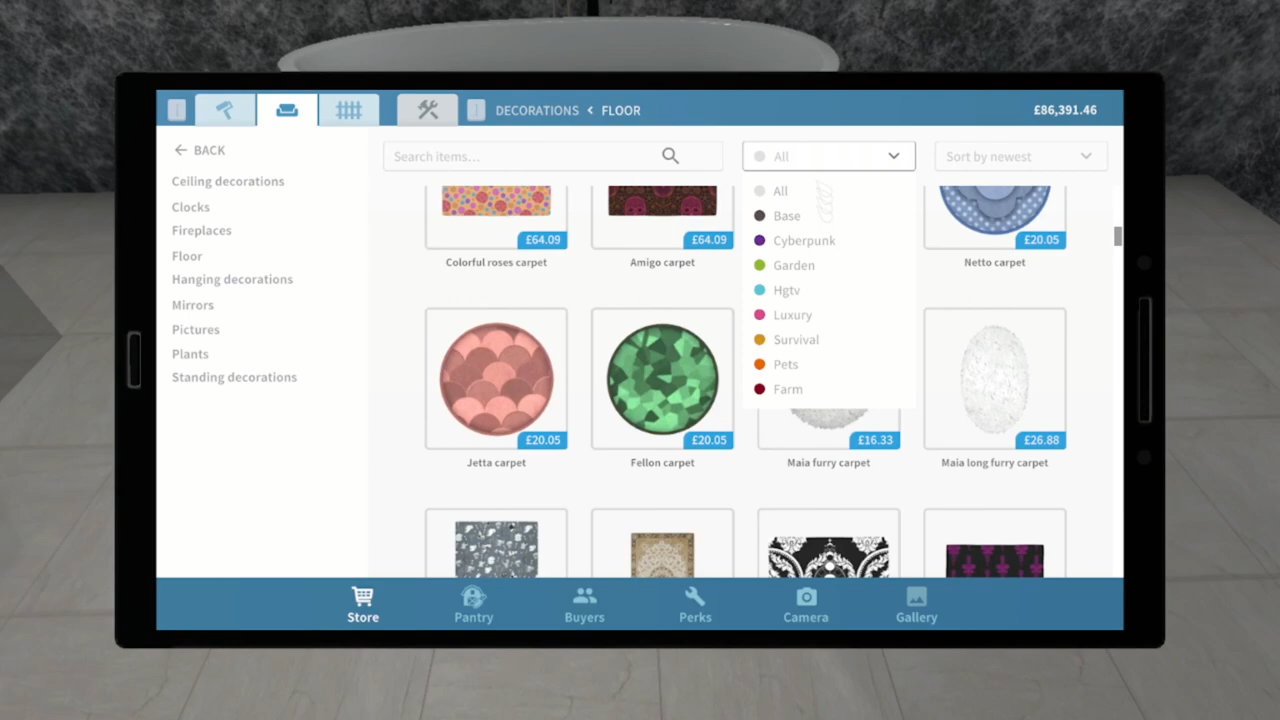 DECORATIONS < FLOOR
£86,391.46
BACK
Ceiling decorations
Clocks
Fireplaces
Floor
Hanging decorations
Mirrors
Pictures
Plants
Standing decorations
Search items...
All
Sort by newest
All
Base
Cyberpunk
Garden
Hgtv
Luxury
Survival
Pets
Farm
£64.09
£64.09
£20.05
Colorful roses carpet
Amigo carpet
Netto carpet
£20.05
£20.05
£16.33
£26.88
Jetta carpet
Fellon carpet
Maia furry carpet
Maia long furry carpet
Store
Pantry
Buyers
Perks
Camera
Gallery